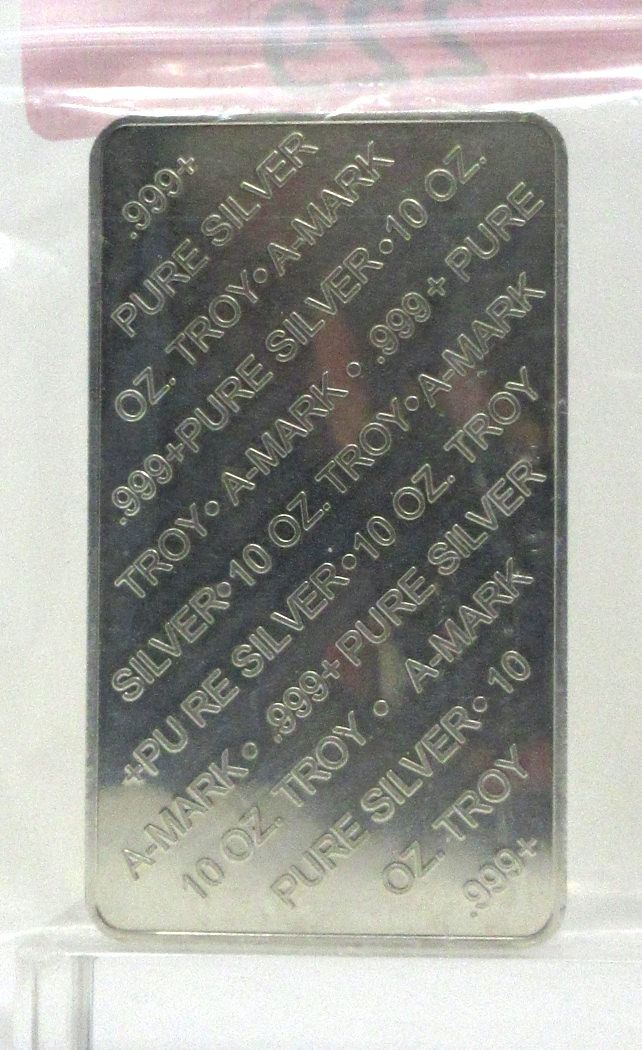 229
.999+
PURE SILVER
OZ. TROY• A-MARK
.999+PURE SILVER•10 OZ.
TROY• A-MARK • .999+ PURE
SILVER•10 OZ. TROY•A-MARK
+PU RE SILVER•10 OZ. TROY
A-MARK• .999+PURE SILVER
10 OZ. TROY • A-MARK
PURE SILVER• 10
OZ. TROY
.999+